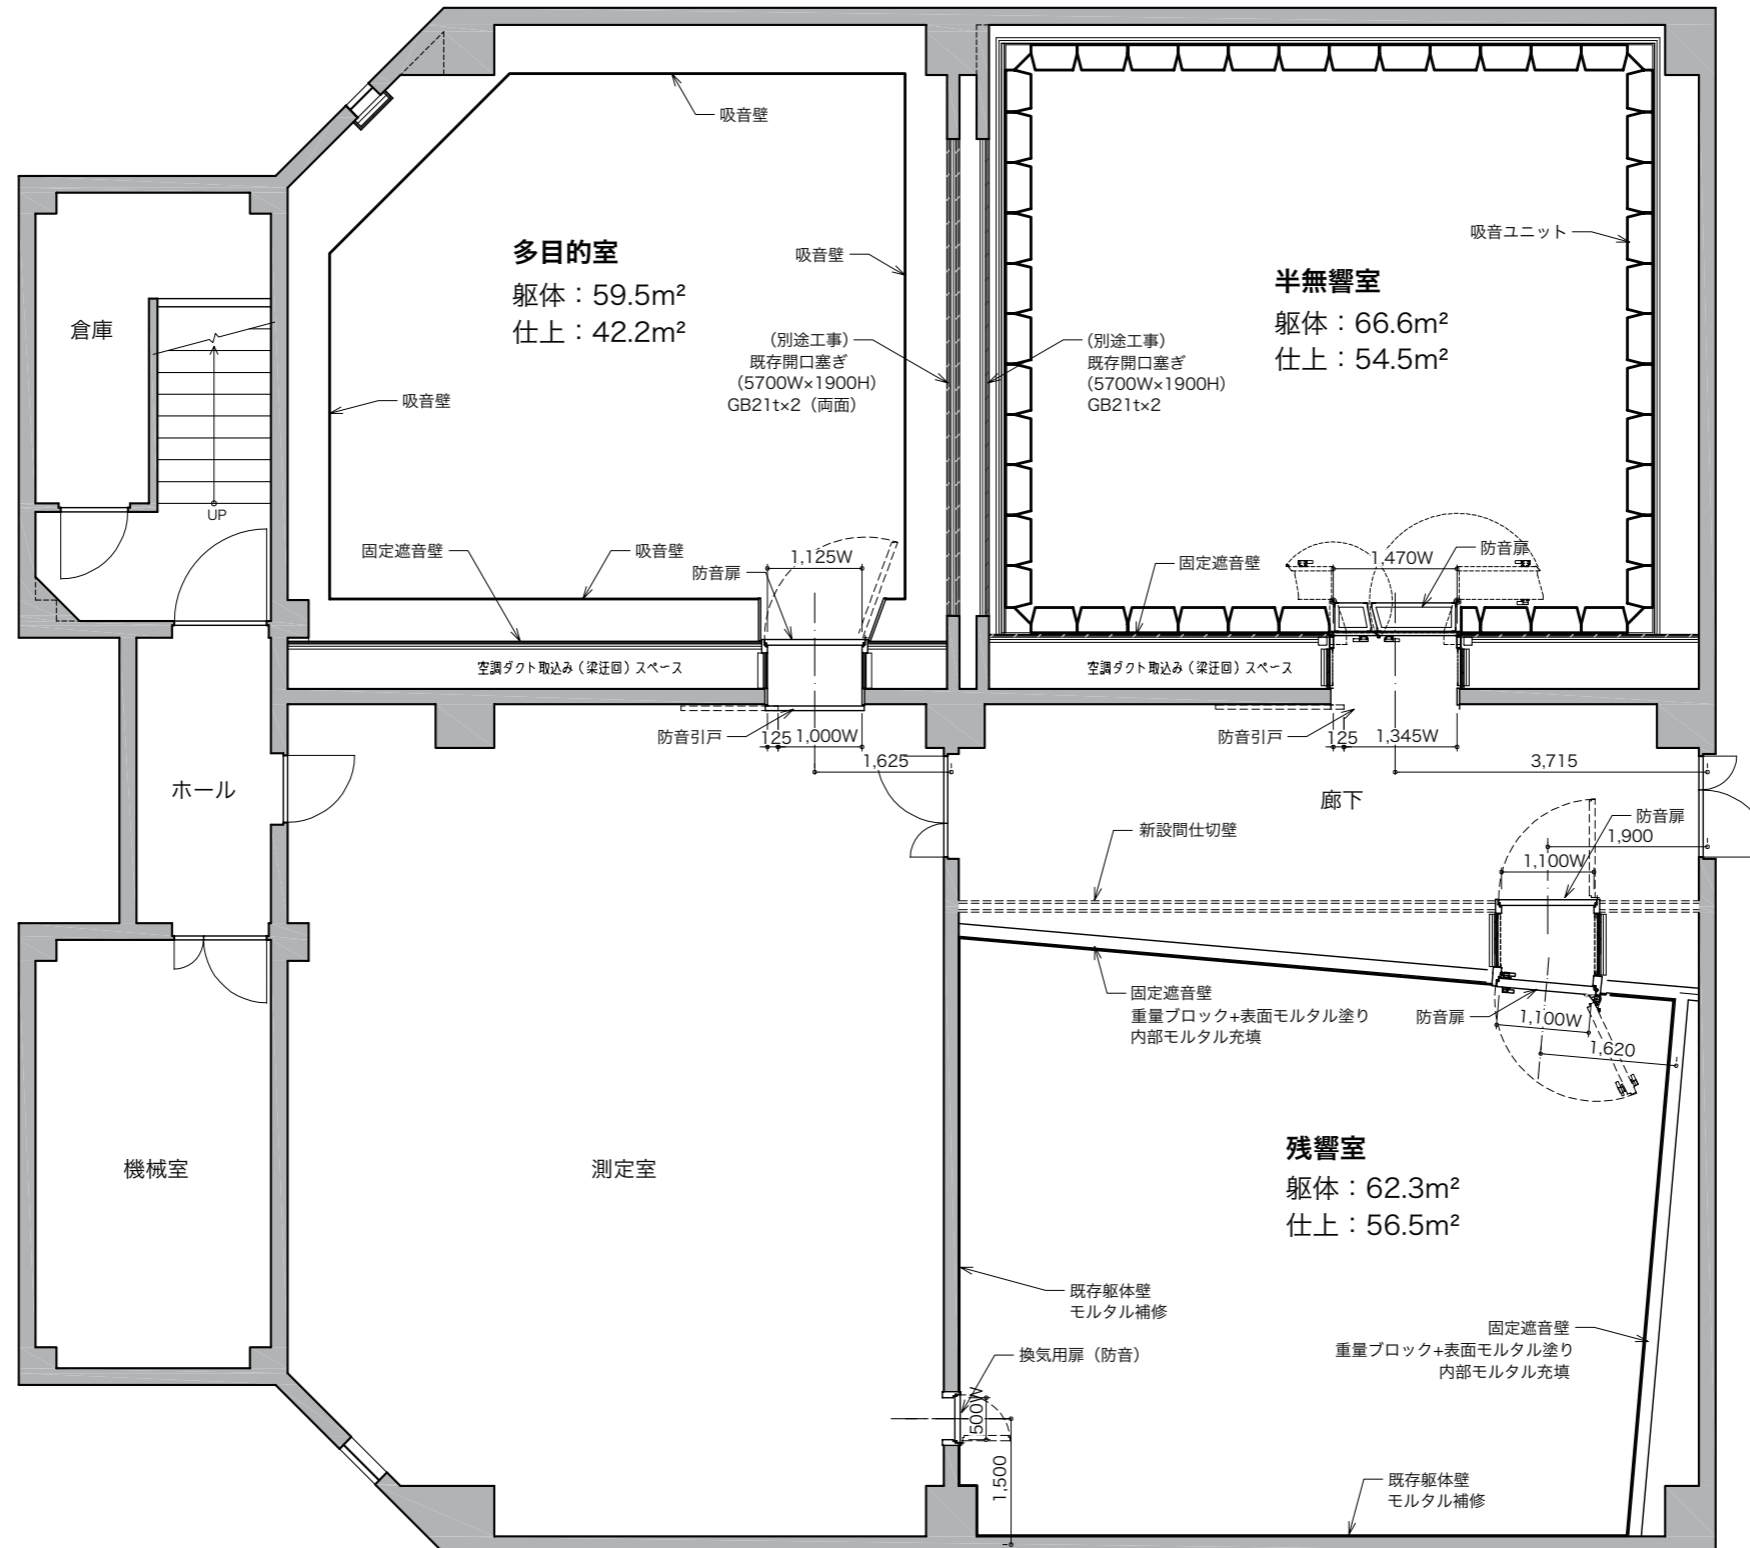 吸音壁
多目的室
躯体：59.5m²
仕上：42.2m²
吸音壁
吸音壁
(別途工事)
既存開口塞ぎ
(5700W×1900H)
GB21t×2（両面）
(別途工事)
既存開口塞ぎ
(5700W×1900H)
GB21t×2
吸音ユニット
半無響室
躯体：66.6m²
仕上：54.5m²
倉庫
UP
固定遮音壁
吸音壁
防音扉
1,125W
固定遮音壁
1,470W
防音扉
空調ダクト取込み（梁迂回）スペース
空調ダクト取込み（梁迂回）スペース
防音引戸
125
1,000W
1,625
防音引戸
125
1,345W
3,715
ホール
廊下
新設間仕切壁
防音扉
1,900
1,100W
固定遮音壁
重量ブロック+表面モルタル塗り
内部モルタル充填
防音扉
1,100W
1,620
機械室
測定室
残響室
躯体：62.3m²
仕上：56.5m²
既存躯体壁
モルタル補修
換気用扉（防音）
500W
1,500
固定遮音壁
重量ブロック+表面モルタル塗り
内部モルタル充填
既存躯体壁
モルタル補修